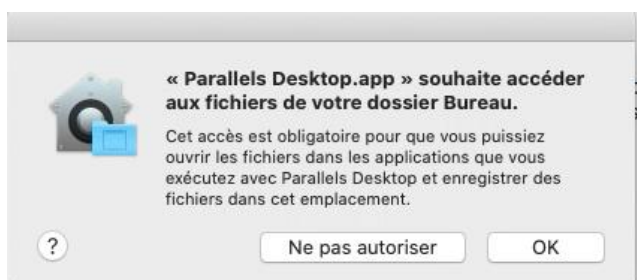 « Parallels Desktop.app » souhaite accéder
aux fichiers de votre dossier Bureau.
Cet accès est obligatoire pour que vous puissiez
ouvrir les fichiers dans les applications que vous
exécutez avec Parallels Desktop et enregistrer des
fichiers dans cet emplacement.
? Ne pas autoriser OK